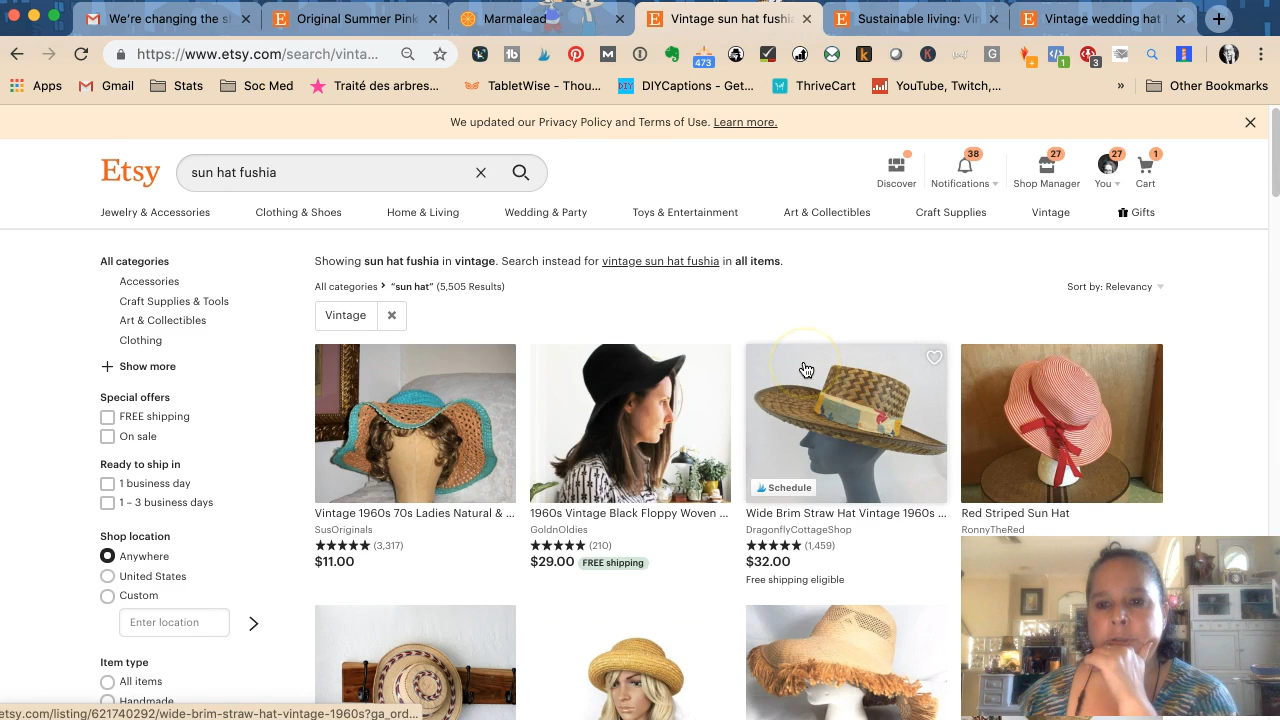 We're changing the s
Original Summer Pink
Marmalead
Vintage sun hat fushia
Sustainable living: Vin
Vintage wedding hat
https://www.etsy.com/search/vinta...
473
1
3
Apps
Gmail
Stats
Soc Med
Traité des arbres...
TabletWise - Thou...
DIYCaptions - Get...
ThriveCart
YouTube, Twitch,...
»
Other Bookmarks
We updated our Privacy Policy and Terms of Use. Learn more.
Etsy
sun hat fushia
38
27
27
1
Discover
Notifications
Shop Manager
You
Cart
Jewelry & Accessories
Clothing & Shoes
Home & Living
Wedding & Party
Toys & Entertainment
Art & Collectibles
Craft Supplies
Vintage
Gifts
All categories
Accessories
Craft Supplies & Tools
Art & Collectibles
Clothing
+ Show more
Special offers
FREE shipping
On sale
Ready to ship in
1 business day
1 – 3 business days
Shop location
Anywhere
United States
Custom
Enter location
Item type
All items
Handmade
Showing sun hat fushia in vintage. Search instead for vintage sun hat fushia in all items.
All categories > "sun hat" (5,505 Results)
Sort by: Relevancy
Vintage
Schedule
Vintage 1960s 70s Ladies Natural & ...
SusOriginals
★★★★★ (3,317)
$11.00
1960s Vintage Black Floppy Woven ...
GoldnOldies
★★★★★ (210)
$29.00 FREE shipping
Wide Brim Straw Hat Vintage 1960s ...
DragonflyCottageShop
★★★★★ (1,459)
$32.00
Free shipping eligible
Red Striped Sun Hat
RonnyTheRed
etsy.com/listing/621740292/wide-brim-straw-hat-vintage-1960s?ga_ord...